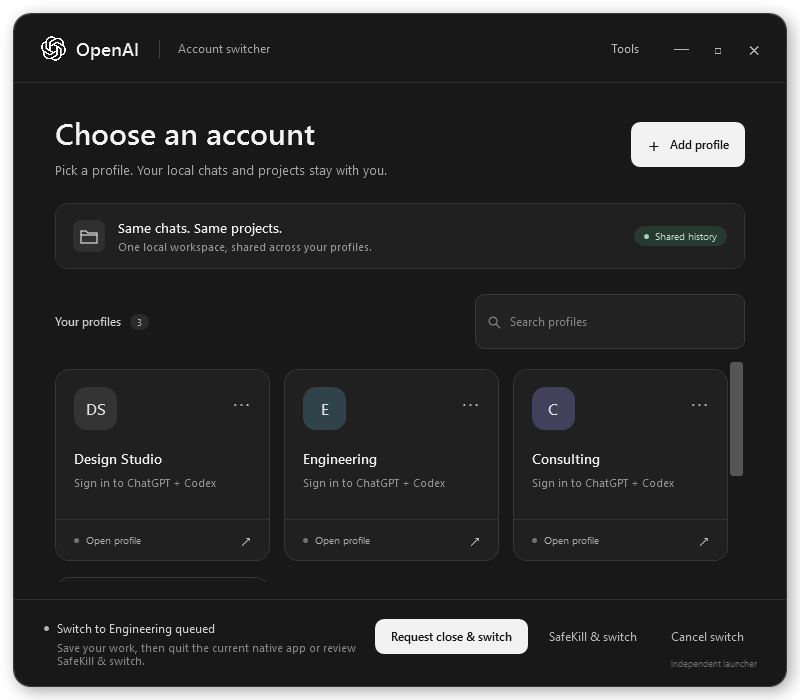 OpenAI
Account switcher
Tools
Choose an account
Pick a profile. Your local chats and projects stay with you.
+ Add profile
Same chats. Same projects.
One local workspace, shared across your profiles.
Shared history
Your profiles 3
Search profiles
DS
E
C
Design Studio
Engineering
Consulting
Sign in to ChatGPT + Codex
Sign in to ChatGPT + Codex
Sign in to ChatGPT + Codex
Open profile
Open profile
Open profile
Switch to Engineering queued
Save your work, then quit the current native app or review
SafeKill & switch.
Request close & switch
SafeKill & switch
Cancel switch
Independent launcher